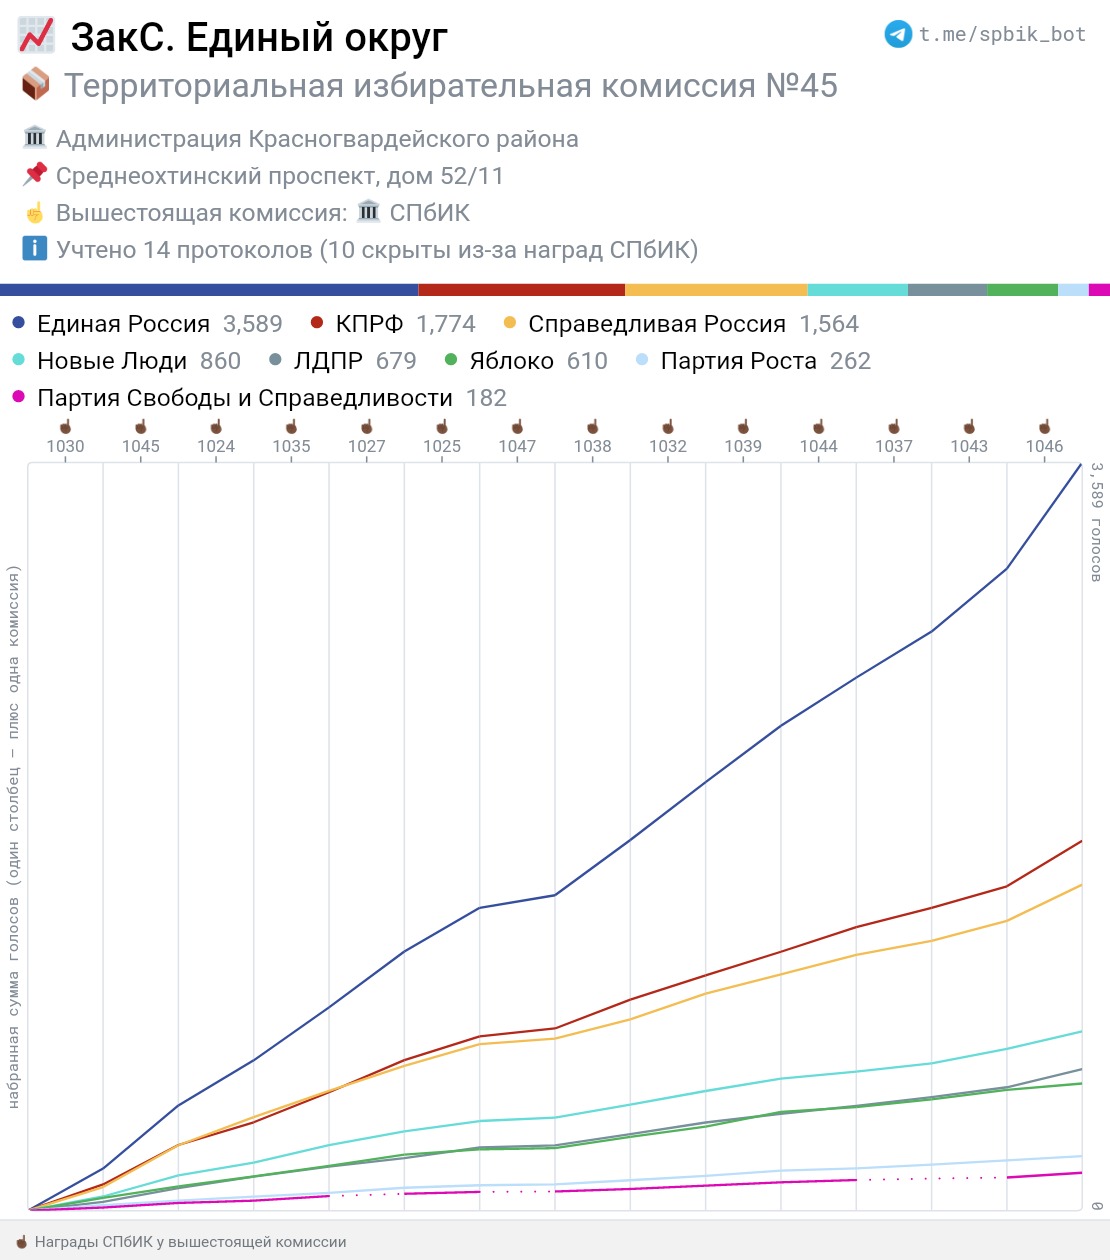 ЗакС. Единый округ
t.me/spbik_bot
Территориальная избирательная комиссия №45
Администрация Красногвардейского района
Среднеохтинский проспект, дом 52/11
Вышестоящая комиссия: СПбИК
Учтено 14 протоколов (10 скрыты из-за наград СПбИК)
Единая Россия 3,589 КПРФ 1,774 Справедливая Россия 1,564
Новые Люди 860 ЛДПР 679 Яблоко 610 Партия Роста 262
Партия Свободы и Справедливости 182
1030 1045 1024 1035 1027 1025 1047 1038 1032 1039 1044 1037 1043 1046
3,589 голосов
набранная сумма голосов (один столбец – плюс одна комиссия)
0
Награды СПбИК у вышестоящей комиссии